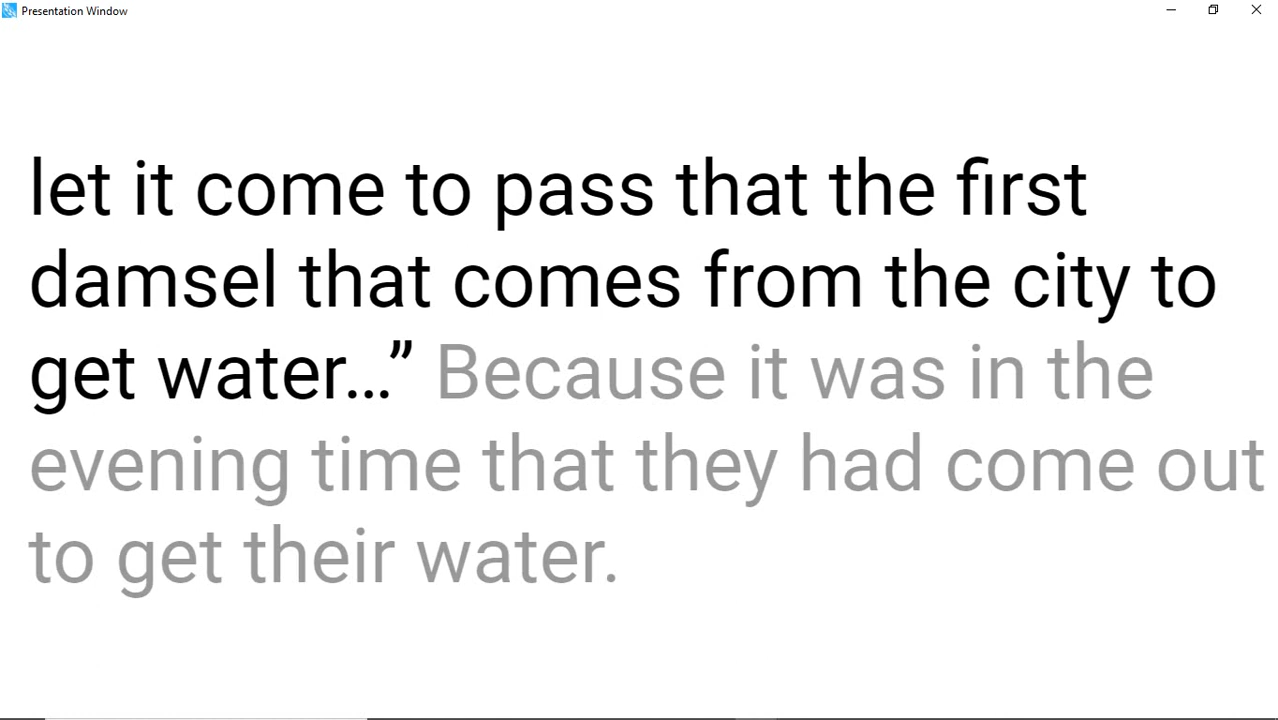 Presentation Window
let it come to pass that the first
damsel that comes from the city to
get water…” Because it was in the
evening time that they had come out
to get their water.